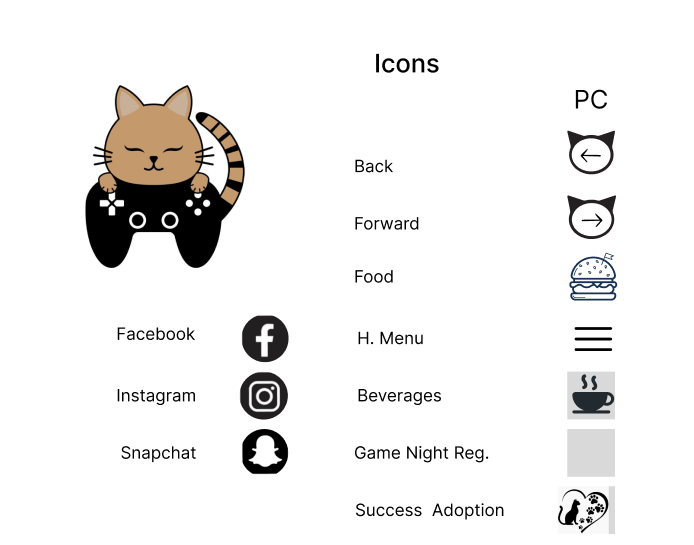 Icons
PC
Back
Forward
Food
Facebook
H. Menu
Instagram
Beverages
Snapchat
Game Night Reg.
Success Adoption